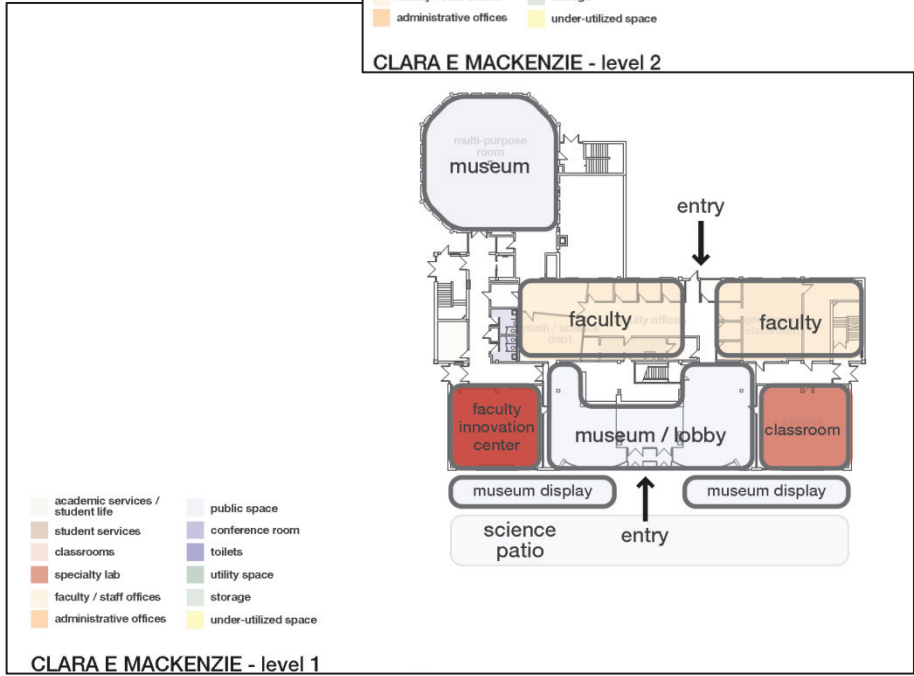 administrative offices
under-utilized space
CLARA E MACKENZIE - level 2
multi-purpose
room
museum
entry
faculty
faculty
math / science
dept.
faculty
innovation
center
museum / lobby
classroom
museum display
museum display
science
patio
entry
academic services /
student life
public space
student services
conference room
classrooms
toilets
specialty lab
utility space
faculty / staff offices
storage
administrative offices
under-utilized space
CLARA E MACKENZIE - level 1